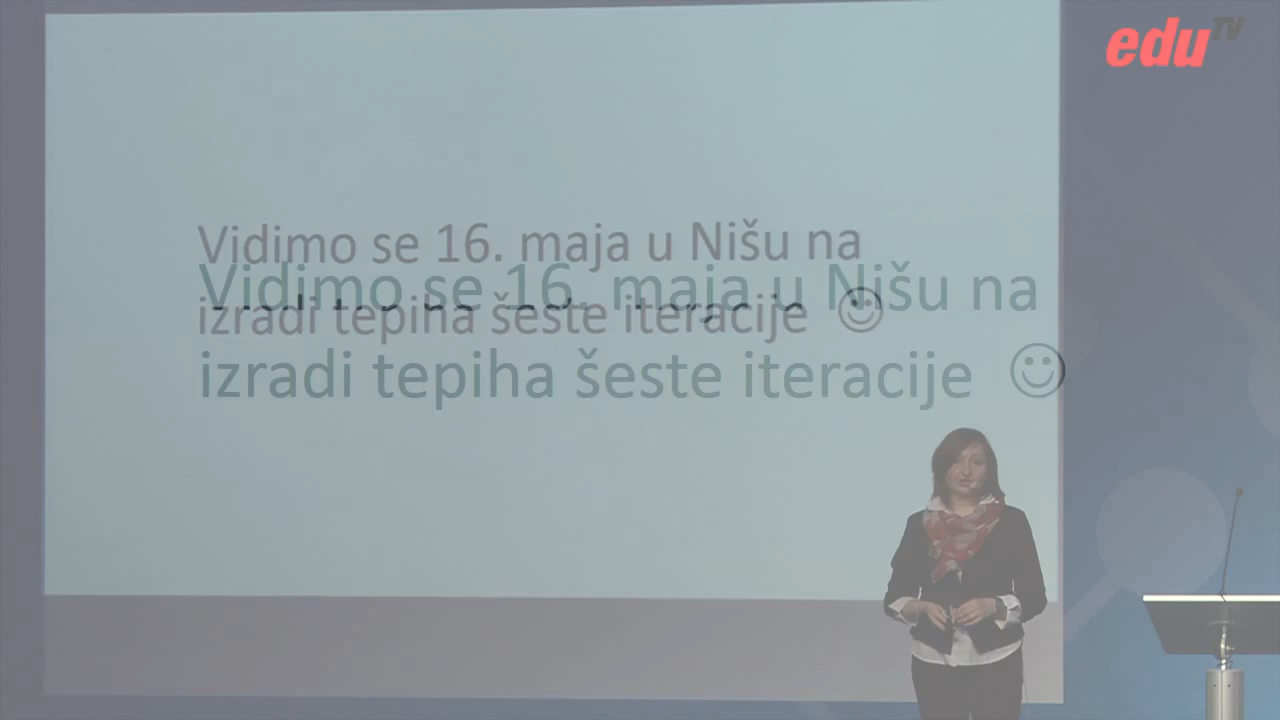 edu TV
Vidimo se 16. maja u Nišu na
izradi tepiha šeste iteracije ☺
Vidimo se 16. maja u Nišu na
izradi tepiha šeste iteracije ☺